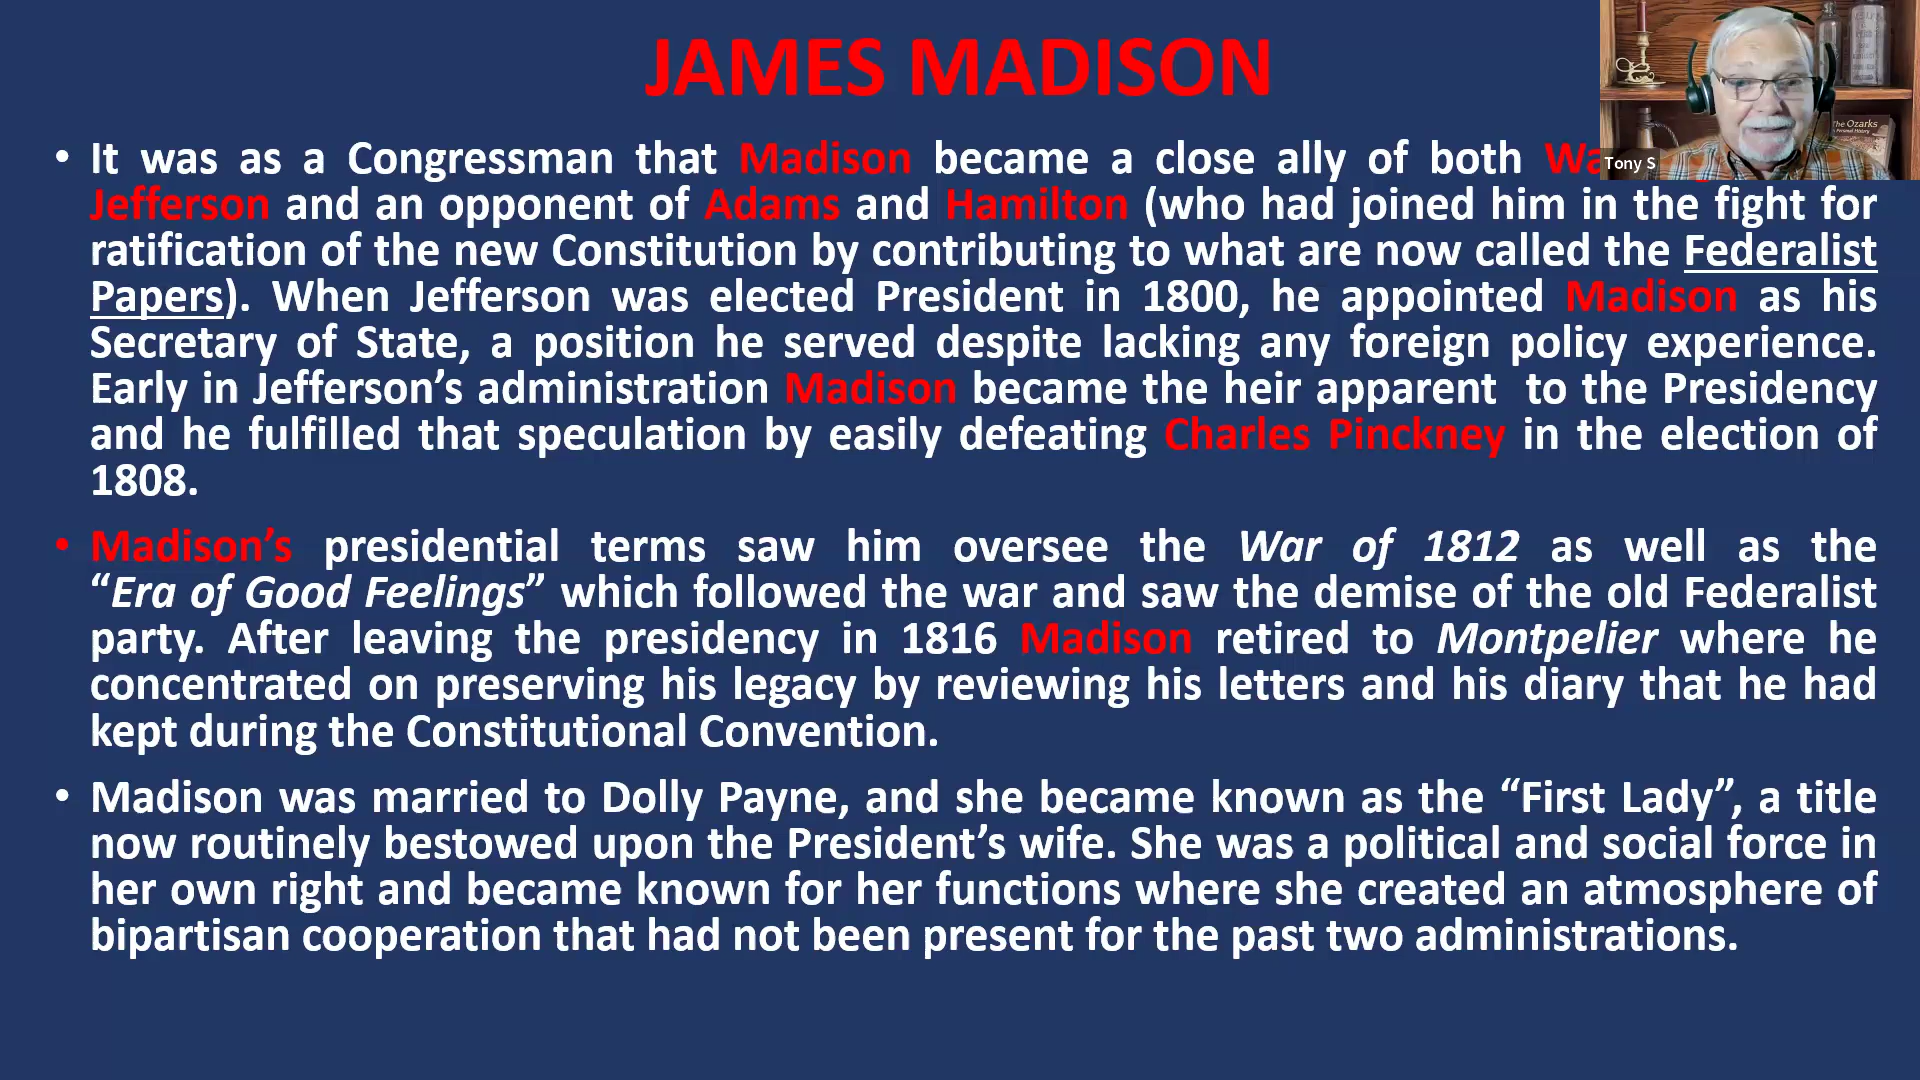 JAMES MADISON
• It was as a Congressman that Madison became a close ally of both
Jefferson and an opponent of Adams and Hamilton (who had joined him in the fight for
ratification of the new Constitution by contributing to what are now called the Federalist
Papers). When Jefferson was elected President in 1800, he appointed Madison as his
Secretary of State, a position he served despite lacking any foreign policy experience.
Early in Jefferson’s administration Madison became the heir apparent to the Presidency
and he fulfilled that speculation by easily defeating Charles Pinckney in the election of
1808.
• Madison’s presidential terms saw him oversee the War of 1812 as well as the
“Era of Good Feelings” which followed the war and saw the demise of the old Federalist
party. After leaving the presidency in 1816 Madison retired to Montpelier where he
concentrated on preserving his legacy by reviewing his letters and his diary that he had
kept during the Constitutional Convention.
• Madison was married to Dolly Payne, and she became known as the “First Lady”, a title
now routinely bestowed upon the President’s wife. She was a political and social force in
her own right and became known for her functions where she created an atmosphere of
bipartisan cooperation that had not been present for the past two administrations.
Tony S
The Ozarks